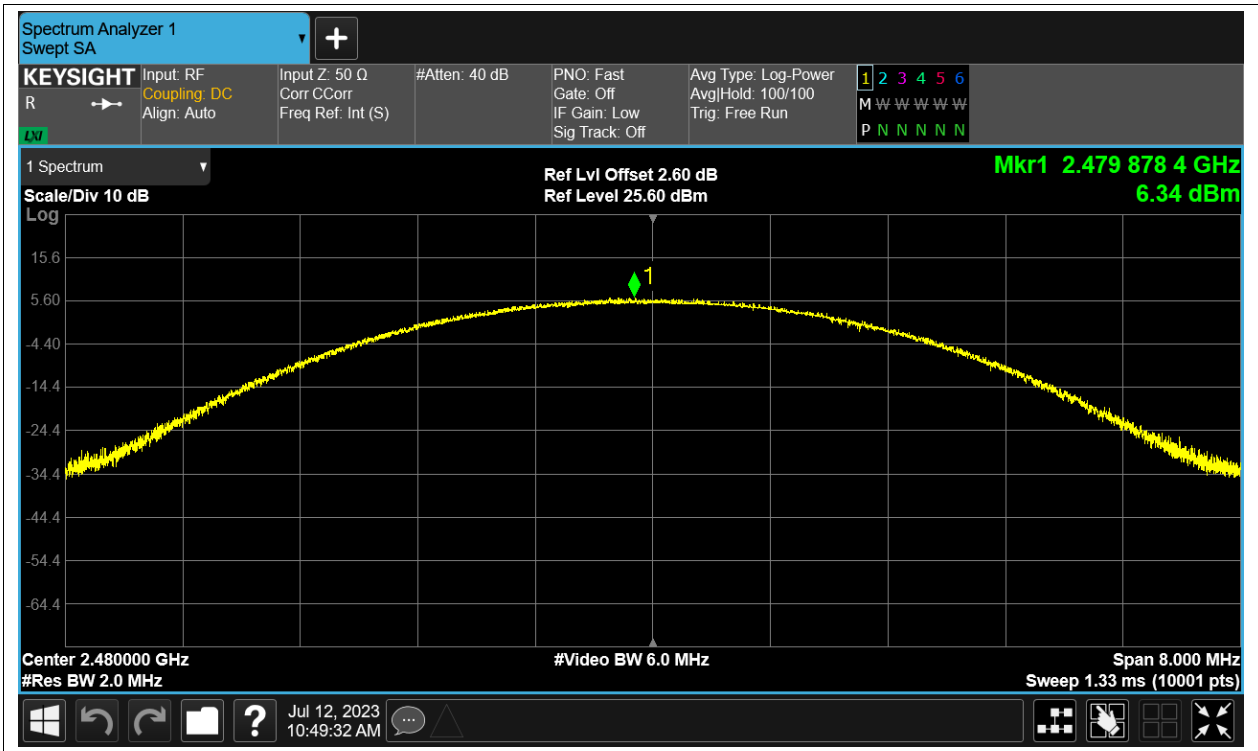 Spectrum Analyzer 1
Swept SA
KEYSIGHT
R
LXI
Input: RF
Coupling: DC
Align: Auto
Input Z: 50 Ω
Corr CCorr
Freq Ref: Int (S)
#Atten: 40 dB
PNO: Fast
Gate: Off
IF Gain: Low
Sig Track: Off
Avg Type: Log-Power
Avg|Hold: 100/100
Trig: Free Run
1 2 3 4 5 6
M W W W W W
P N N N N N
1 Spectrum
Scale/Div 10 dB
Log
Ref Lvl Offset 2.60 dB
Ref Level 25.60 dBm
Mkr1 2.479 878 4 GHz
6.34 dBm
1
15.6
5.60
-4.40
-14.4
-24.4
-34.4
-44.4
-54.4
-64.4
Center 2.480000 GHz
#Res BW 2.0 MHz
#Video BW 6.0 MHz
Span 8.000 MHz
Sweep 1.33 ms (10001 pts)
?
Jul 12, 2023
10:49:32 AM